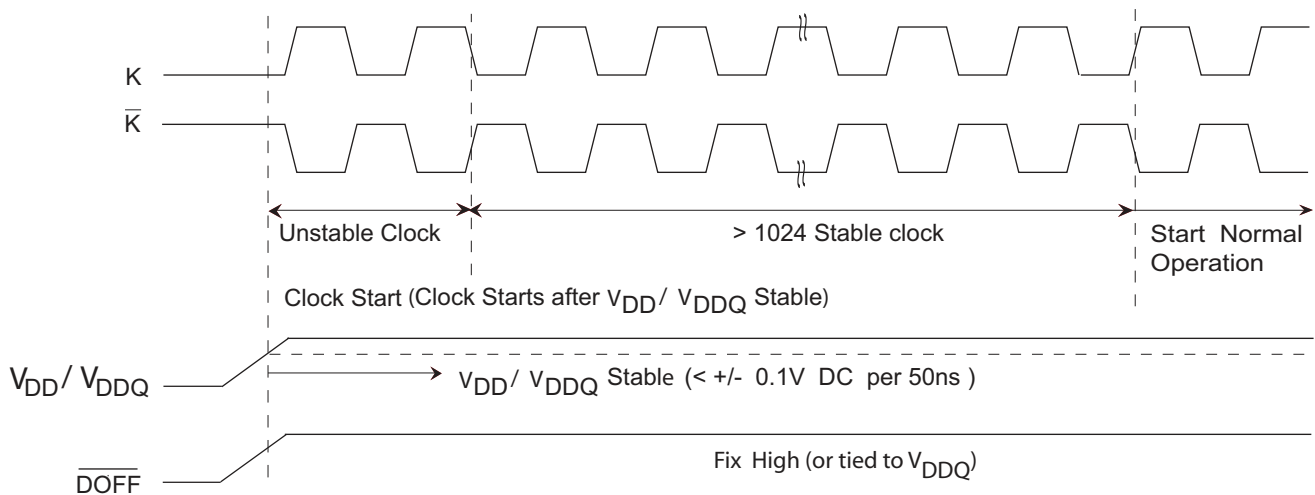 K
K
Unstable Clock
> 1024 Stable clock
Start Normal
Operation
Clock Start (Clock Starts after VDD/ VDDQ Stable)
VDD/ VDDQ
VDD/ VDDQ Stable (< +/- 0.1V DC per 50ns )
Fix High (or tied to VDDQ)
DOFF